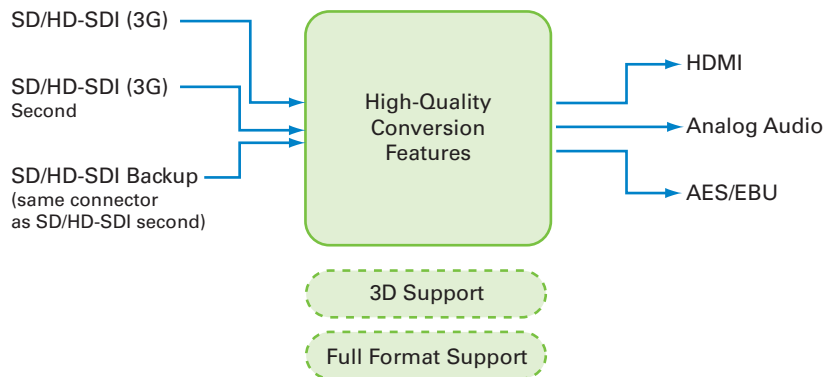 SD/HD-SDI (3G)
SD/HD-SDI (3G)
Second
SD/HD-SDI Backup
(same connector
as SD/HD-SDI second)
High-Quality
Conversion
Features
HDMI
Analog Audio
AES/EBU
3D Support
Full Format Support